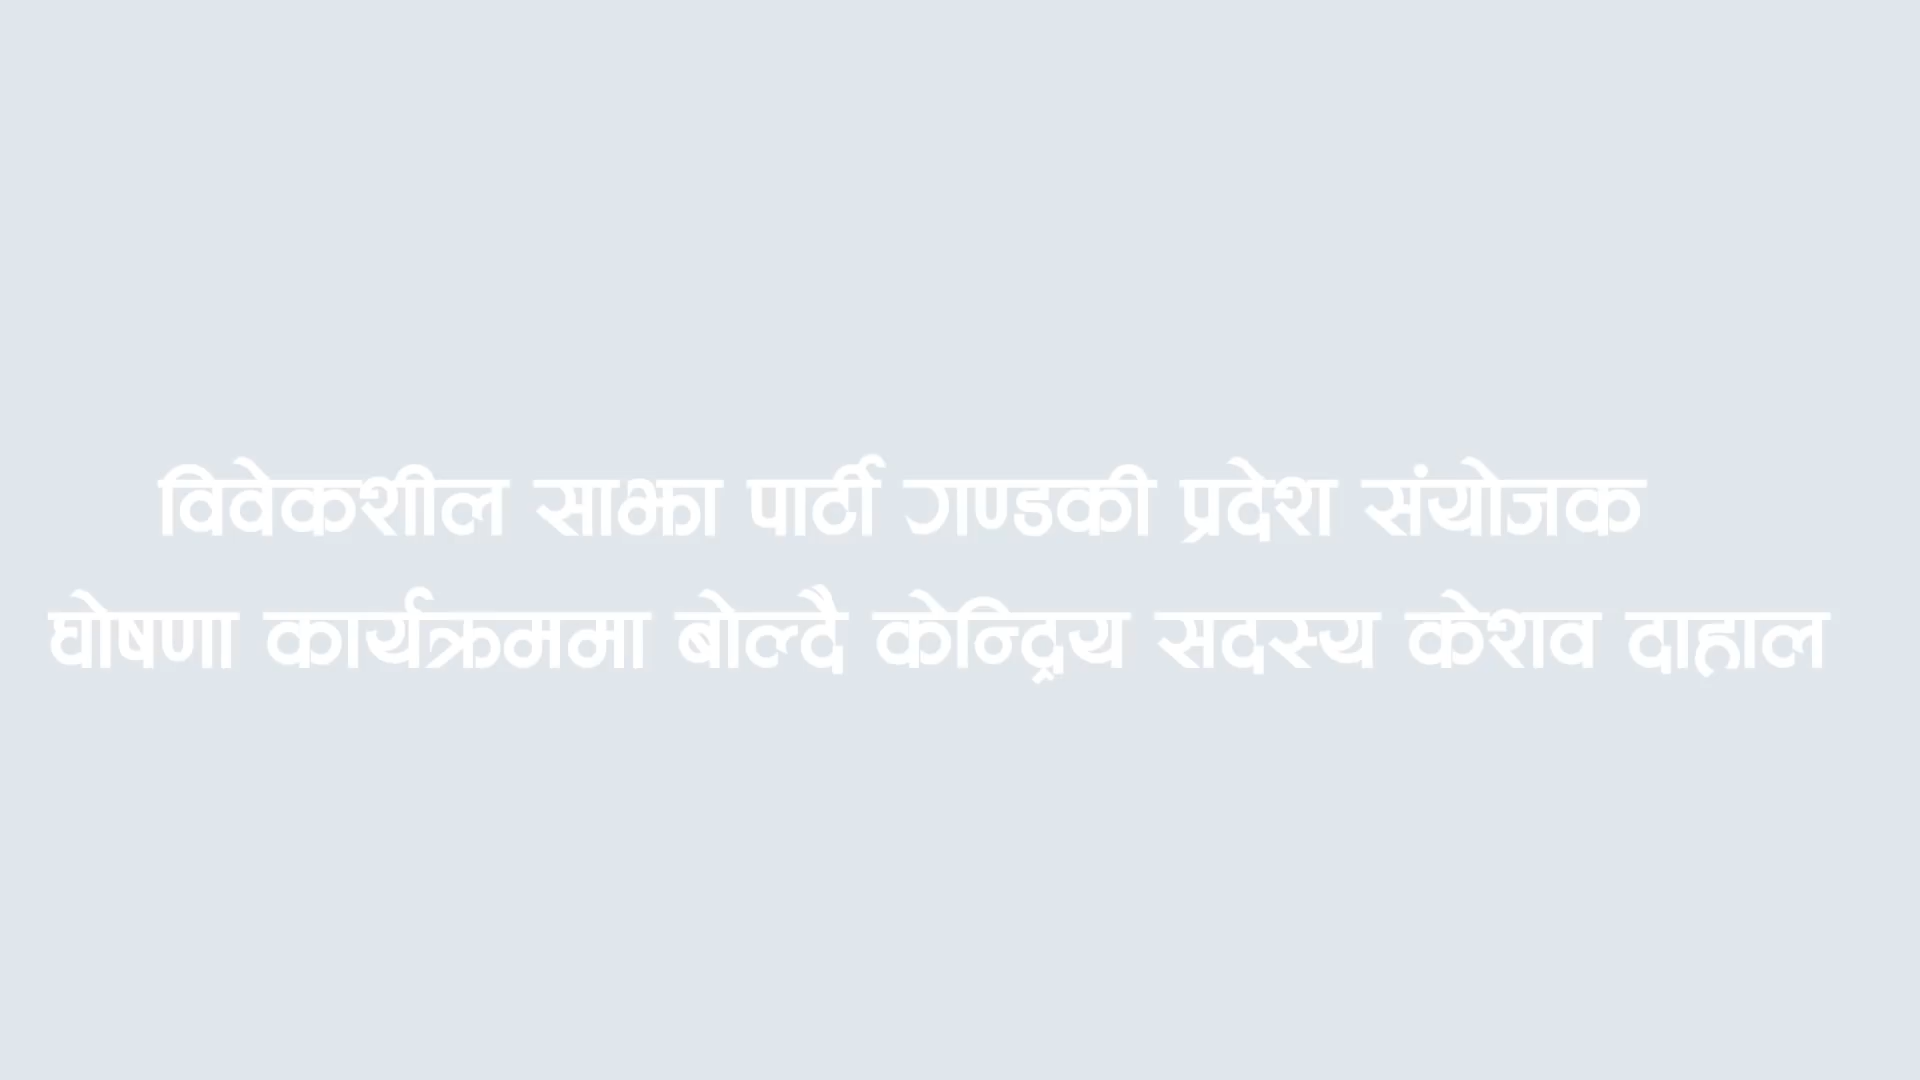 विवेकशील साझा पार्टी गण्डकी प्रदेश संयोजक
घोषणा कार्यक्रममा बोल्दै केन्द्रिय सदस्य केशव दाहाल